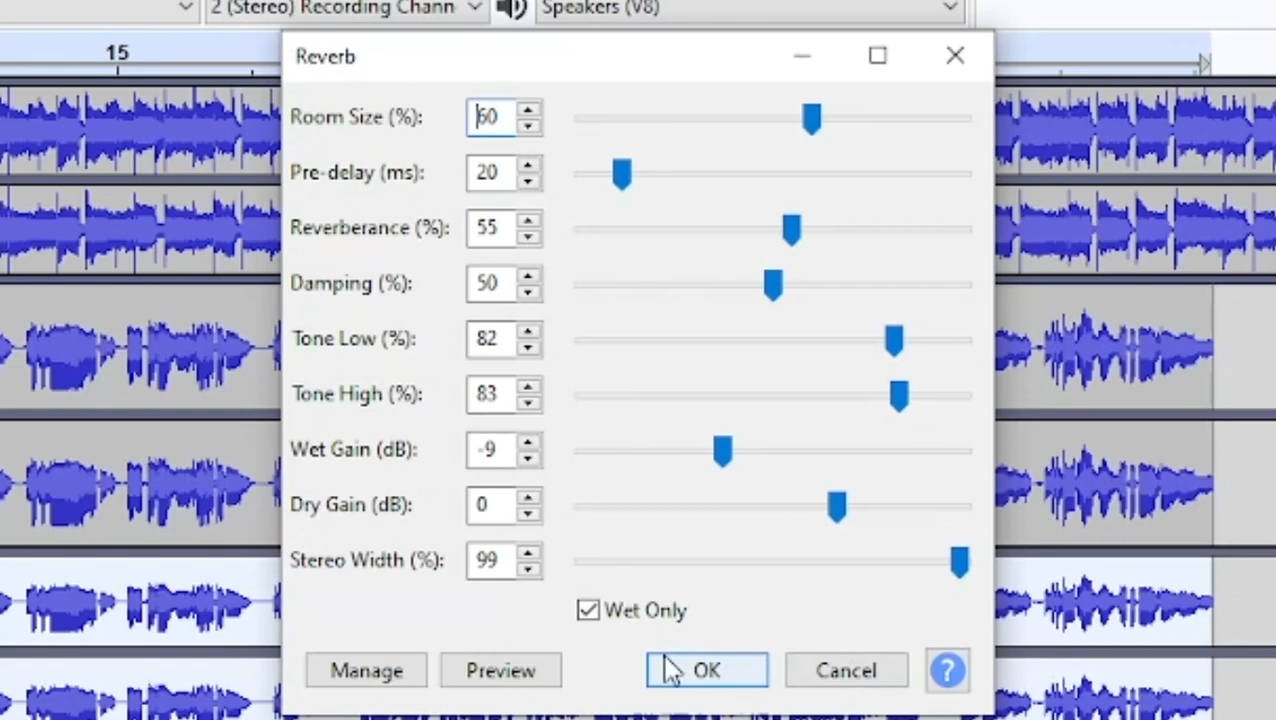 2 (Stereo) Recording Chann
Speakers (V8)
15
Reverb
Room Size (%): 60
Pre-delay (ms): 20
Reverberance (%): 55
Damping (%): 50
Tone Low (%): 82
Tone High (%): 83
Wet Gain (dB): -9
Dry Gain (dB): 0
Stereo Width (%): 99
Wet Only
Manage
Preview
OK
Cancel
?